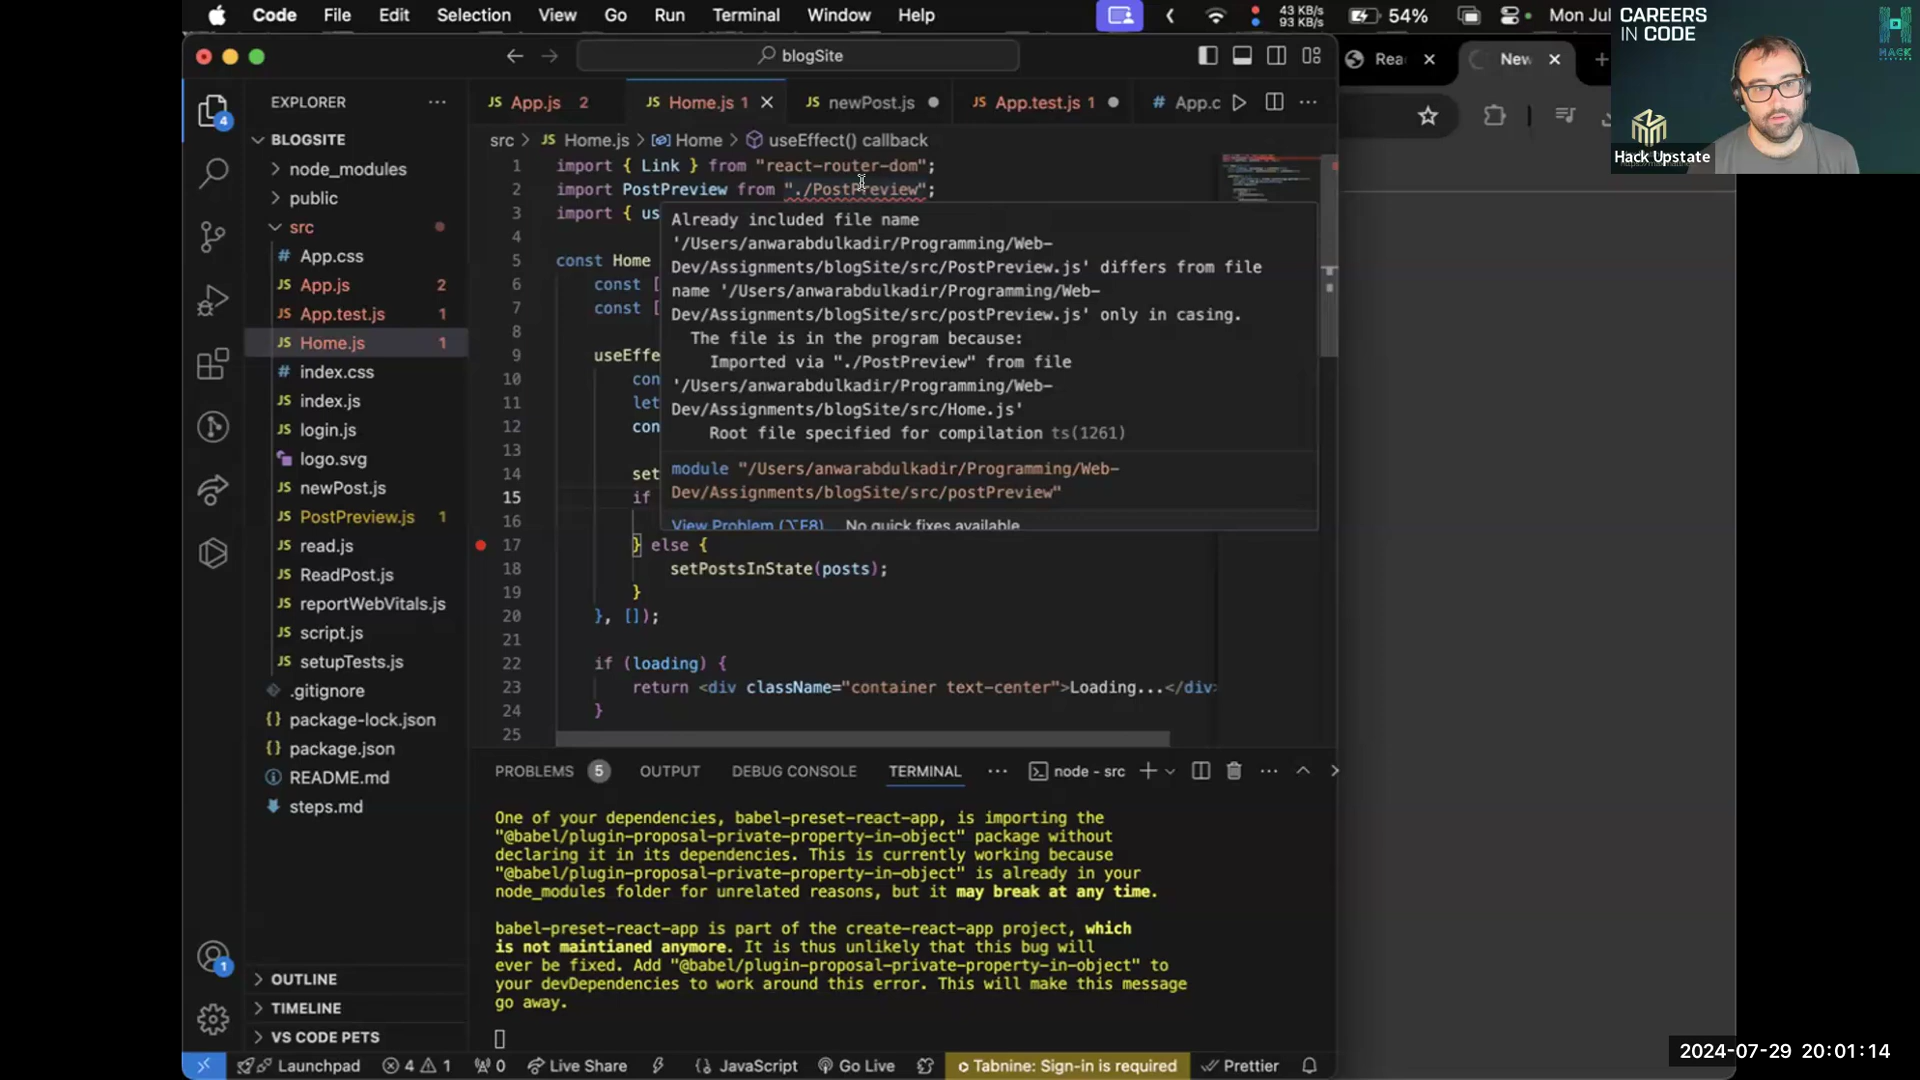 Code File Edit Selection View Go Run Terminal Window Help
43 KB/s
93 KB/s
54%
Mon Jul
CAREERS
IN CODE
HACK
UPSTATE
Hack Upstate
blogSite
Rea
New
EXPLORER
App.js 2
Home.js 1
newPost.js
App.test.js 1
# App.c
BLOGSITE
src > JS Home.js > Home > useEffect() callback
node_modules
public
src
# App.css
JS App.js 2
JS App.test.js 1
JS Home.js 1
# index.css
JS index.js
JS login.js
logo.svg
JS newPost.js
JS PostPreview.js 1
JS read.js
JS ReadPost.js
JS reportWebVitals.js
JS script.js
JS setupTests.js
.gitignore
{} package-lock.json
{} package.json
README.md
steps.md
OUTLINE
TIMELINE
VS CODE PETS
1 import { Link } from "react-router-dom";
2 import PostPreview from "./PostPreview";
3 import { us
4
5 const Home
6 const [
7 const [
8
9 useEffe
10 con
11 let
12 con
13
14 set
15 if
16
17 } else {
18 setPostsInState(posts);
19 }
20 }, []);
21
22 if (loading) {
23 return <div className="container text-center">Loading...</div>
24 }
25
Already included file name
'/Users/anwarabdulkadir/Programming/Web-
Dev/Assignments/blogSite/src/PostPreview.js' differs from file
name '/Users/anwarabdulkadir/Programming/Web-
Dev/Assignments/blogSite/src/postPreview.js' only in casing.
The file is in the program because:
Imported via "./PostPreview" from file
'/Users/anwarabdulkadir/Programming/Web-
Dev/Assignments/blogSite/src/Home.js'
Root file specified for compilation ts(1261)
module "/Users/anwarabdulkadir/Programming/Web-
Dev/Assignments/blogSite/src/postPreview"
View Problem (⌥F8) No quick fixes available
PROBLEMS 5 OUTPUT DEBUG CONSOLE TERMINAL ... node - src
One of your dependencies, babel-preset-react-app, is importing the
"@babel/plugin-proposal-private-property-in-object" package without
declaring it in its dependencies. This is currently working because
"@babel/plugin-proposal-private-property-in-object" is already in your
node_modules folder for unrelated reasons, but it may break at any time.
babel-preset-react-app is part of the create-react-app project, which
is not maintianed anymore. It is thus unlikely that this bug will
ever be fixed. Add "@babel/plugin-proposal-private-property-in-object" to
your devDependencies to work around this error. This will make this message
go away.
Launchpad 4 1 0 Live Share {} JavaScript Go Live Tabnine: Sign-in is required Prettier
2024-07-29 20:01:14